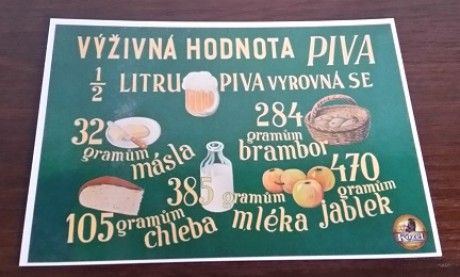 VÝŽIVNÁ HODNOTA PIVA
½ LITRU PIVA VYROVNÁ SE
32 gramům másla
284 gramům brambor
105 gramům chleba
385 gramům mléka
470 gramům jablek
Kozel